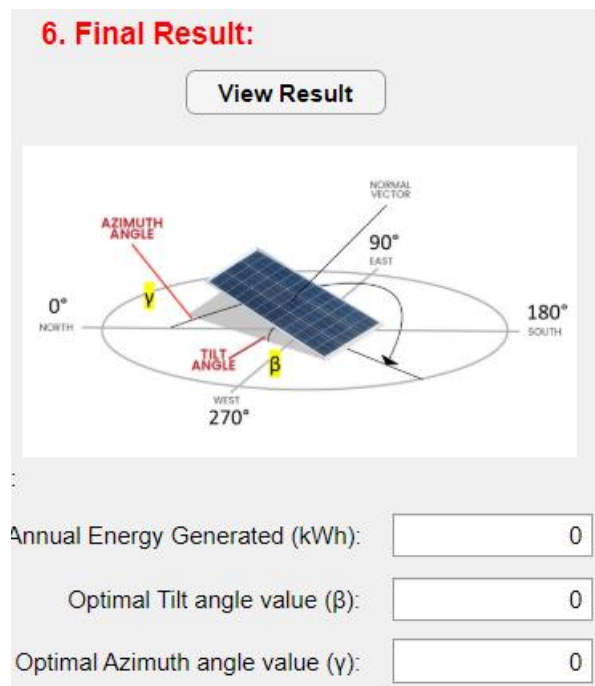 6. Final Result:
View Result
NORMAL
VECTOR
AZIMUTH
ANGLE
90°
EAST
γ
0°
NORTH
180°
SOUTH
TILT
ANGLE
β
WEST
270°
:
Annual Energy Generated (kWh):
0
Optimal Tilt angle value (β):
0
Optimal Azimuth angle value (γ):
0